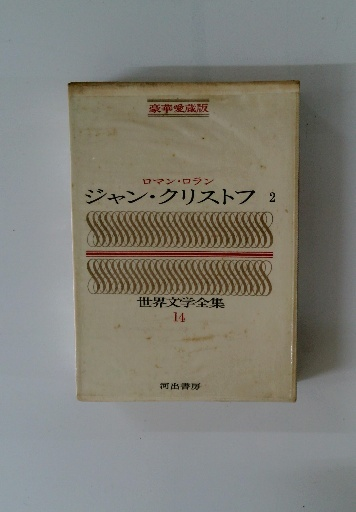 豪華愛蔵版
ロマン・ロラン
ジャン・クリストフ 2
世界文学全集
14
河出書房